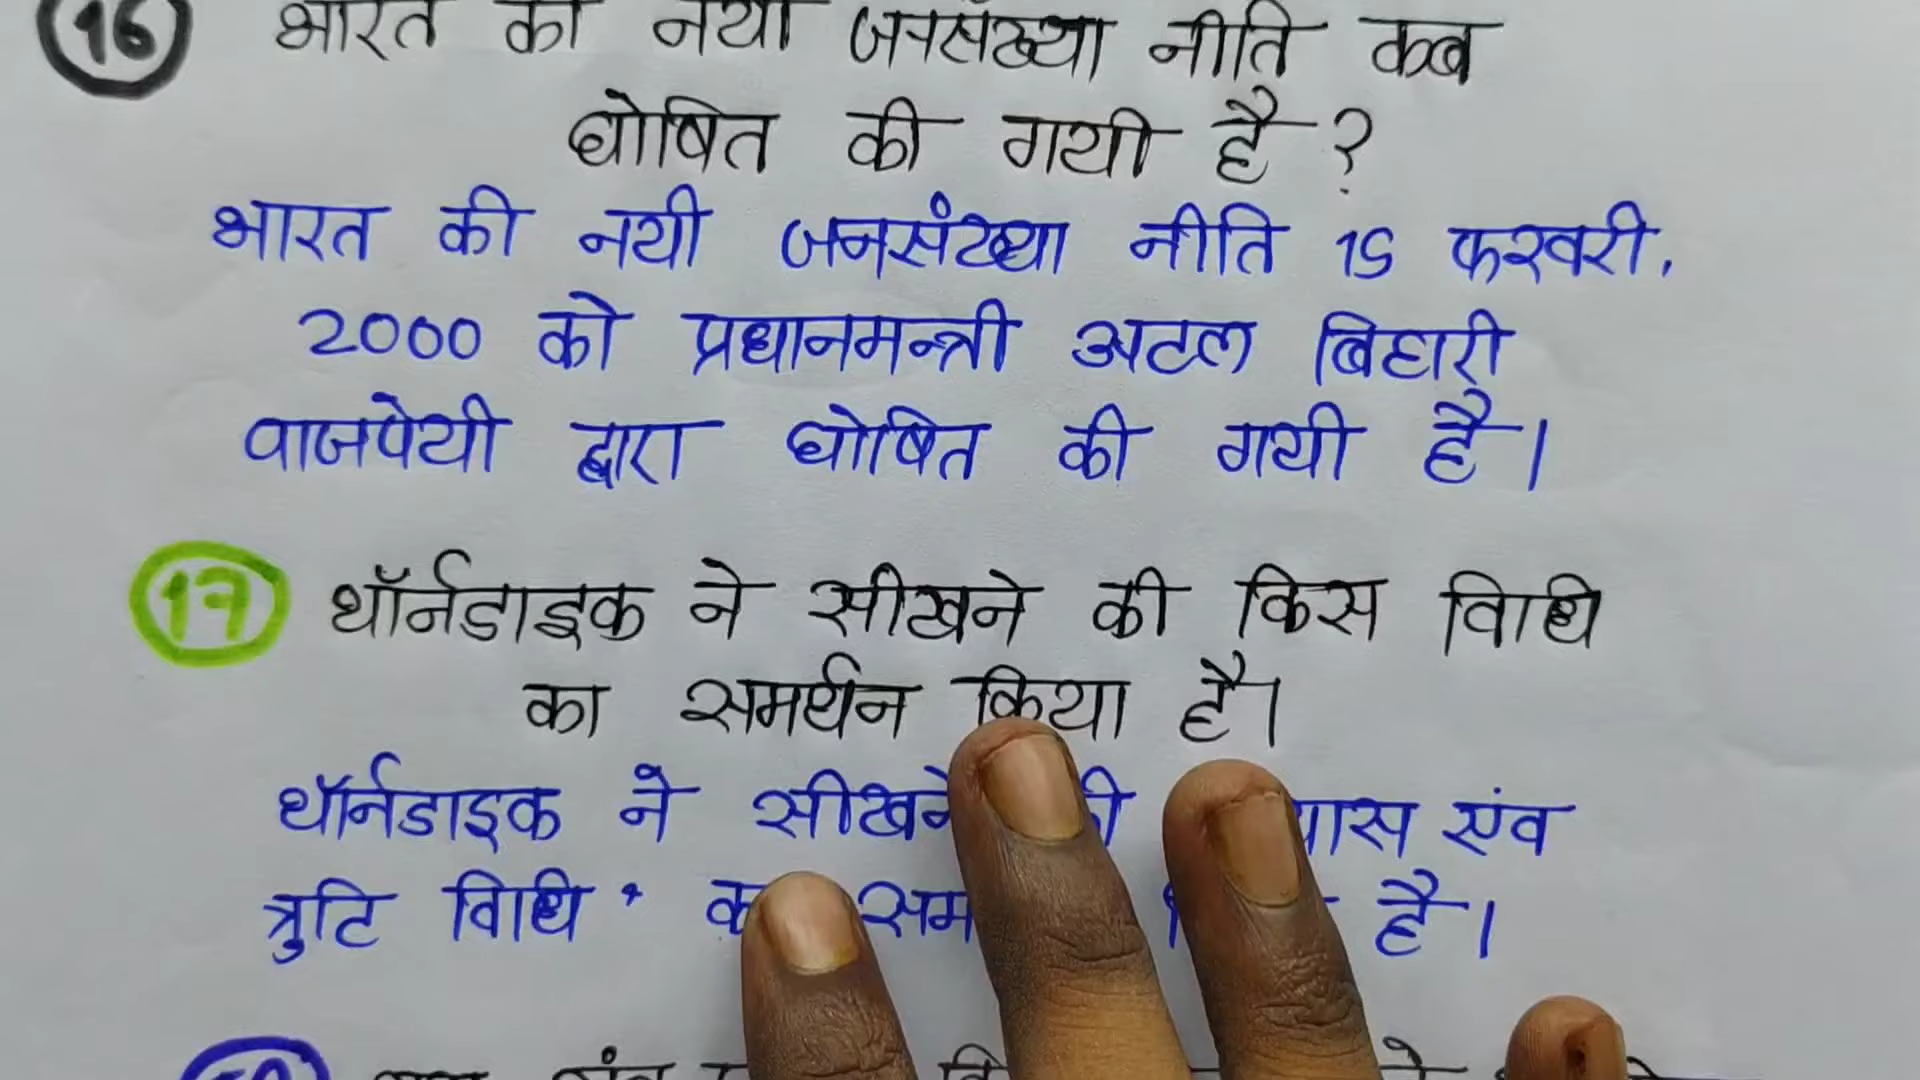 16 भारत की नयी जनसंख्या नीति कब
घोषित की गयी है ?
भारत की नयी जनसंख्या नीति 15 फरवरी,
2000 को प्रधानमन्त्री अटल बिहारी
वाजपेयी द्वारा घोषित की गयी है।
17 थॉर्नडाइक ने सीखने की किस विधि
का समर्थन किया है।
थॉर्नडाइक ने सीखने एंव
त्रुटि विधि है।